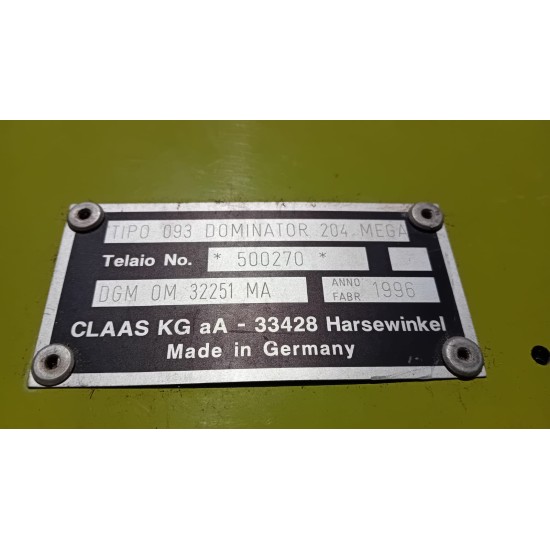 TIPO 093 DOMINATOR 204 MEGA
Telaio No. * 500270 *
DGM OM 32251 MA ANNO FABR 1996
CLAAS KG aA - 33428 Harsewinkel
Made in Germany